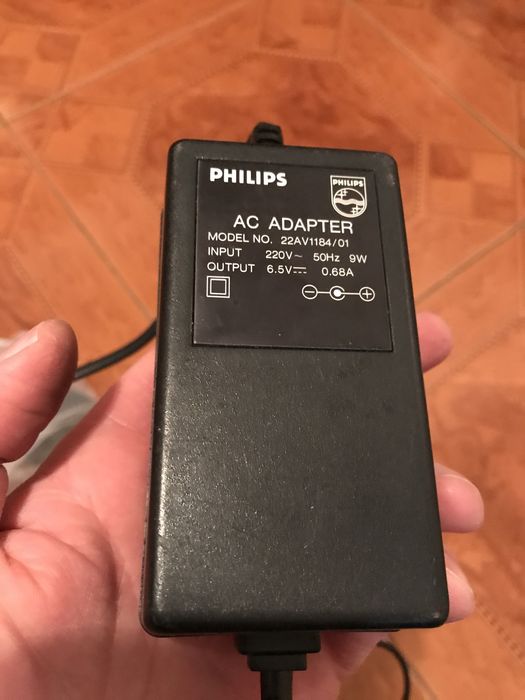 PHILIPS
PHILIPS
AC ADAPTER
MODEL NO. 22AV1184/01
INPUT 220V~ 50Hz 9W
OUTPUT 6.5V⎓ 0.68A